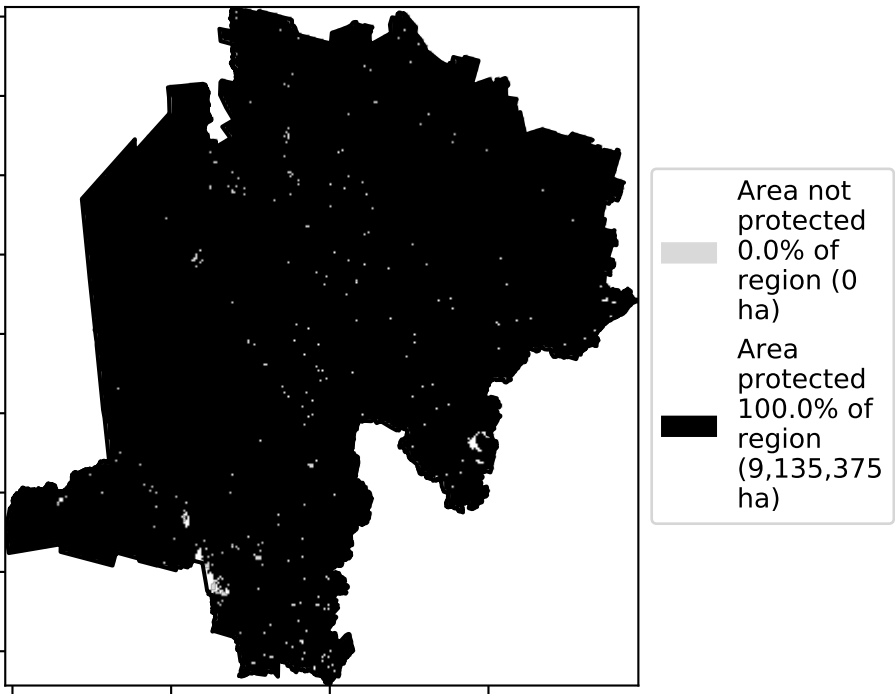 Area not
protected
0.0% of
region (0
ha)
Area
protected
100.0% of
region
(9,135,375
ha)